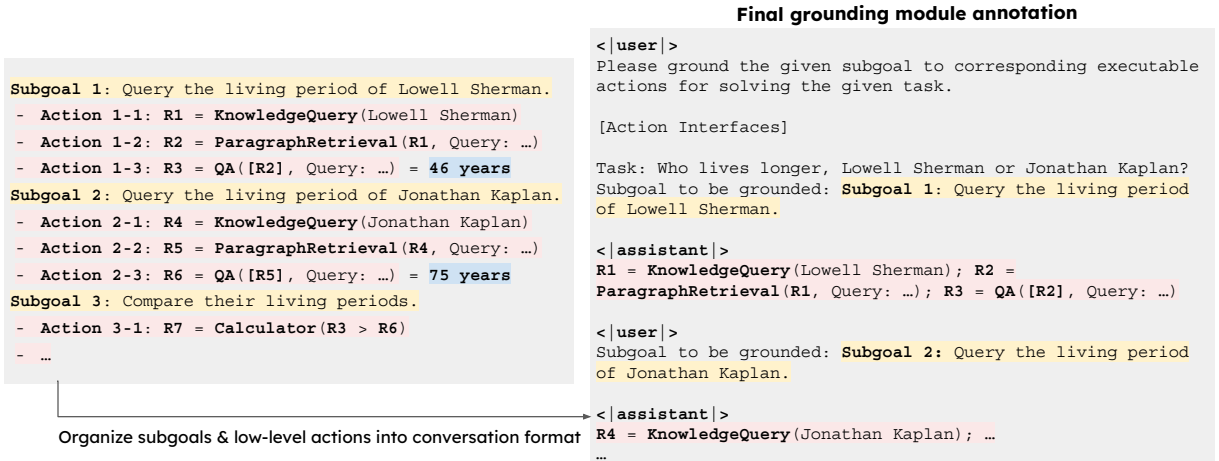 Subgoal 1: Query the living period of Lowell Sherman.
- Action 1-1: R1 = KnowledgeQuery(Lowell Sherman)
- Action 1-2: R2 = ParagraphRetrieval(R1, Query: …)
- Action 1-3: R3 = QA([R2], Query: …) = 46 years
Subgoal 2: Query the living period of Jonathan Kaplan.
- Action 2-1: R4 = KnowledgeQuery(Jonathan Kaplan)
- Action 2-2: R5 = ParagraphRetrieval(R4, Query: …)
- Action 2-3: R6 = QA([R5], Query: …) = 75 years
Subgoal 3: Compare their living periods.
- Action 3-1: R7 = Calculator(R3 > R6)
- …
Organize subgoals & low-level actions into conversation format
Final grounding module annotation
<|user|>
Please ground the given subgoal to corresponding executable
actions for solving the given task.
[Action Interfaces]
Task: Who lives longer, Lowell Sherman or Jonathan Kaplan?
Subgoal to be grounded: Subgoal 1: Query the living period
of Lowell Sherman.
<|assistant|>
R1 = KnowledgeQuery(Lowell Sherman); R2 =
ParagraphRetrieval(R1, Query: …); R3 = QA([R2], Query: …)
<|user|>
Subgoal to be grounded: Subgoal 2: Query the living period
of Jonathan Kaplan.
<|assistant|>
R4 = KnowledgeQuery(Jonathan Kaplan); …
…